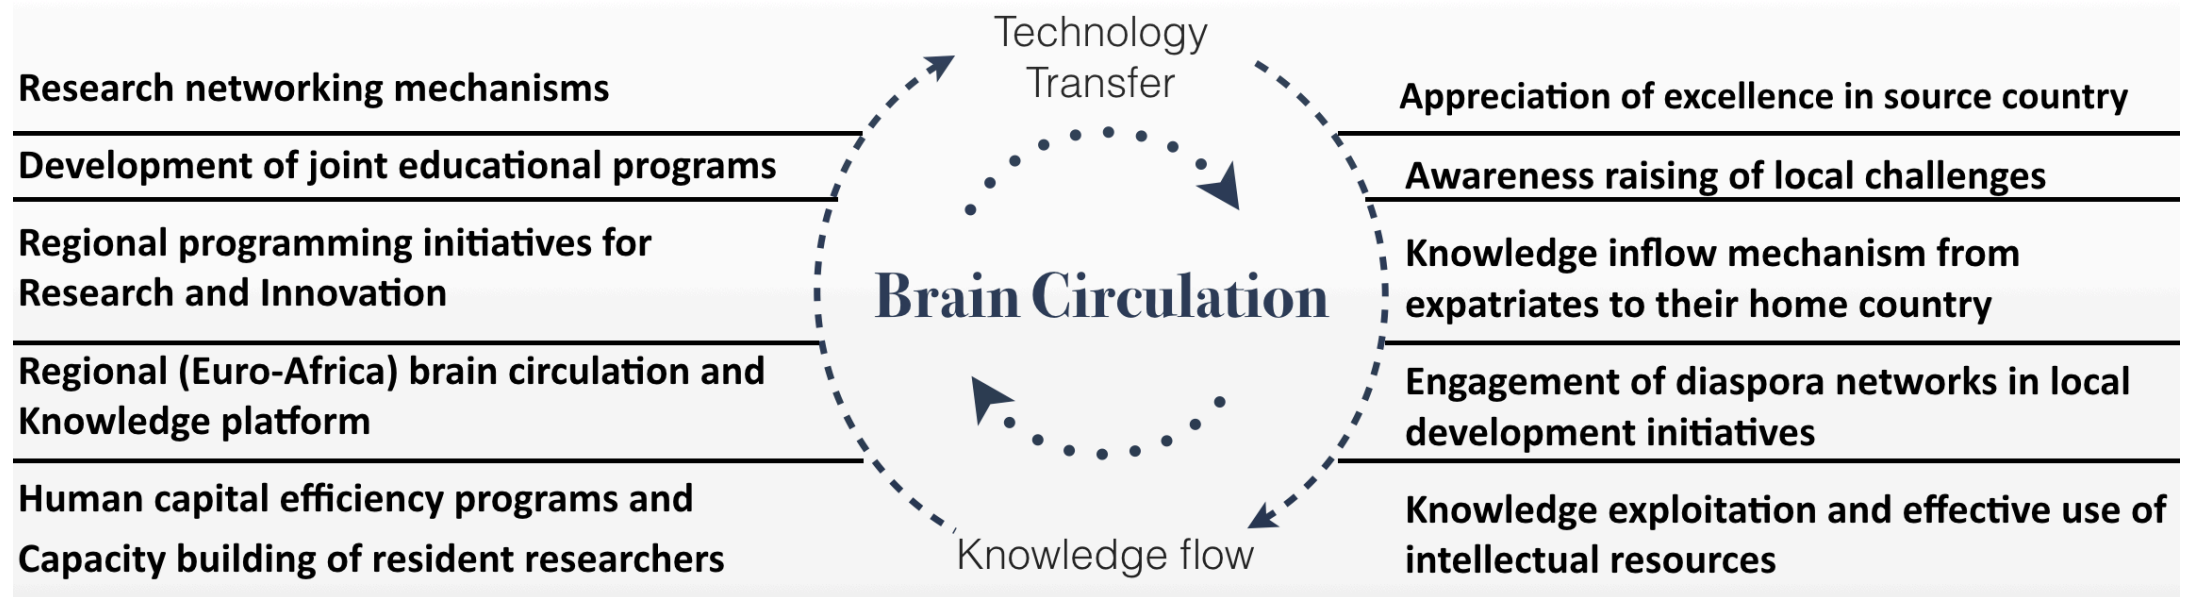 Technology
Transfer
Research networking mechanisms
Development of joint educational programs
Regional programming initiatives for
Research and Innovation
Regional (Euro-Africa) brain circulation and
Knowledge platform
Human capital efficiency programs and
Capacity building of resident researchers
Brain Circulation
Appreciation of excellence in source country
Awareness raising of local challenges
Knowledge inflow mechanism from
expatriates to their home country
Engagement of diaspora networks in local
development initiatives
Knowledge exploitation and effective use of
intellectual resources
Knowledge flow